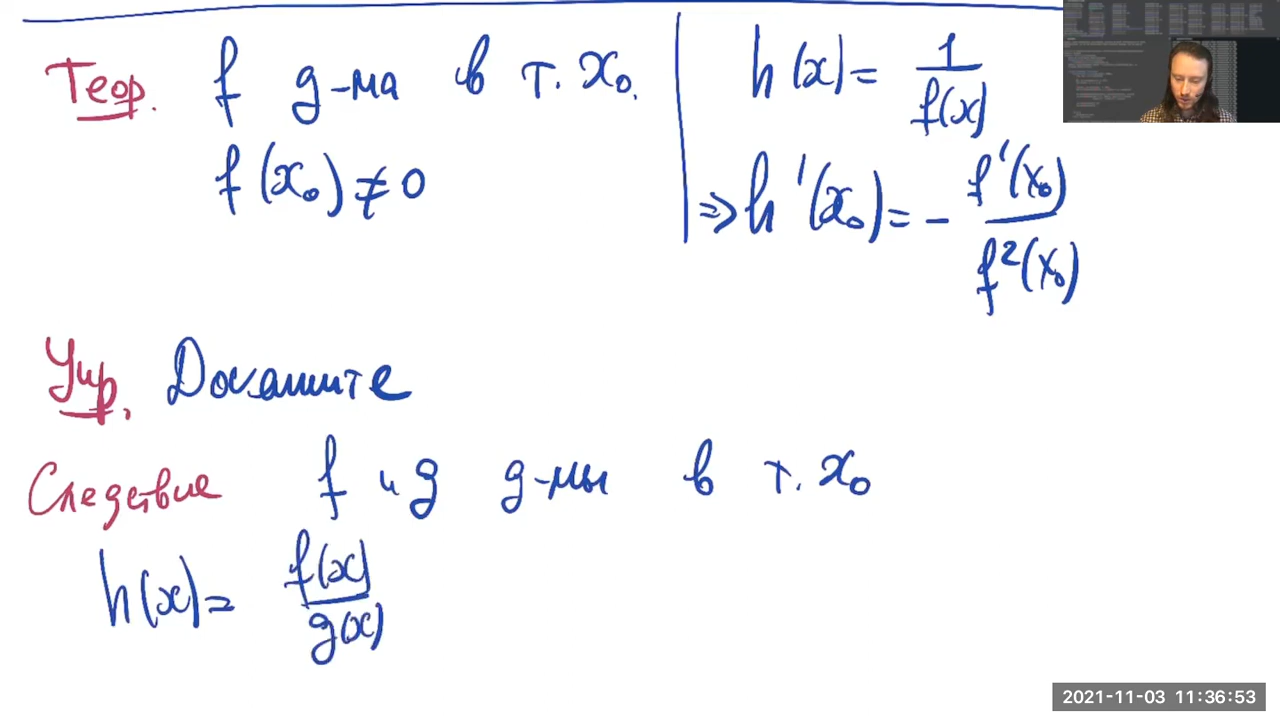 Теор. f д-ма в т. x₀.
f(x₀) ≠ 0
h(x) = 1/f(x)
⇒ h'(x₀) = - f'(x₀)/f²(x₀)
Упр. Докажите
Следствие f и g д-мы в т. x₀
h(x) = f(x)/g(x)
2021-11-03 11:36:53